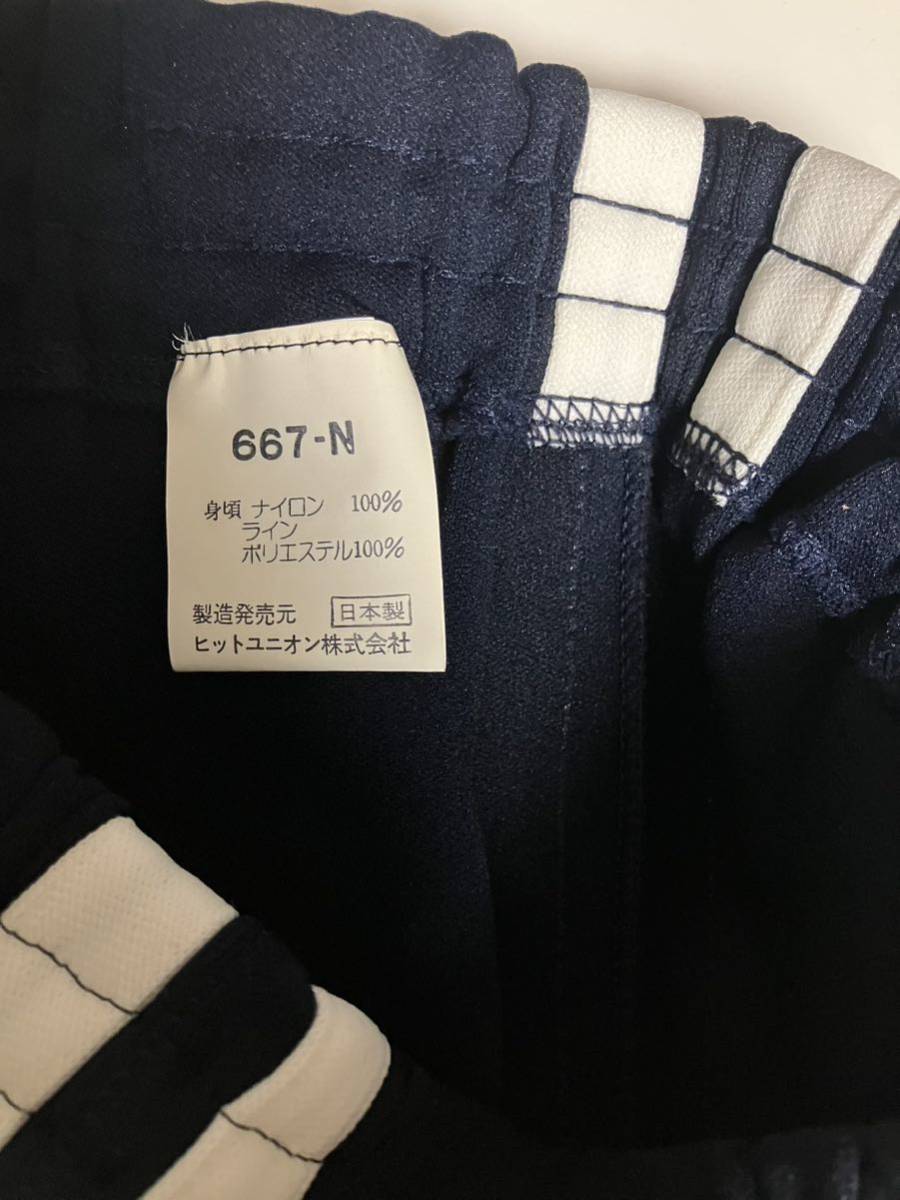 667-N
身頃 ナイロン 100%
ライン
ポリエステル100%
製造発売元 日本製
ヒットユニオン株式会社